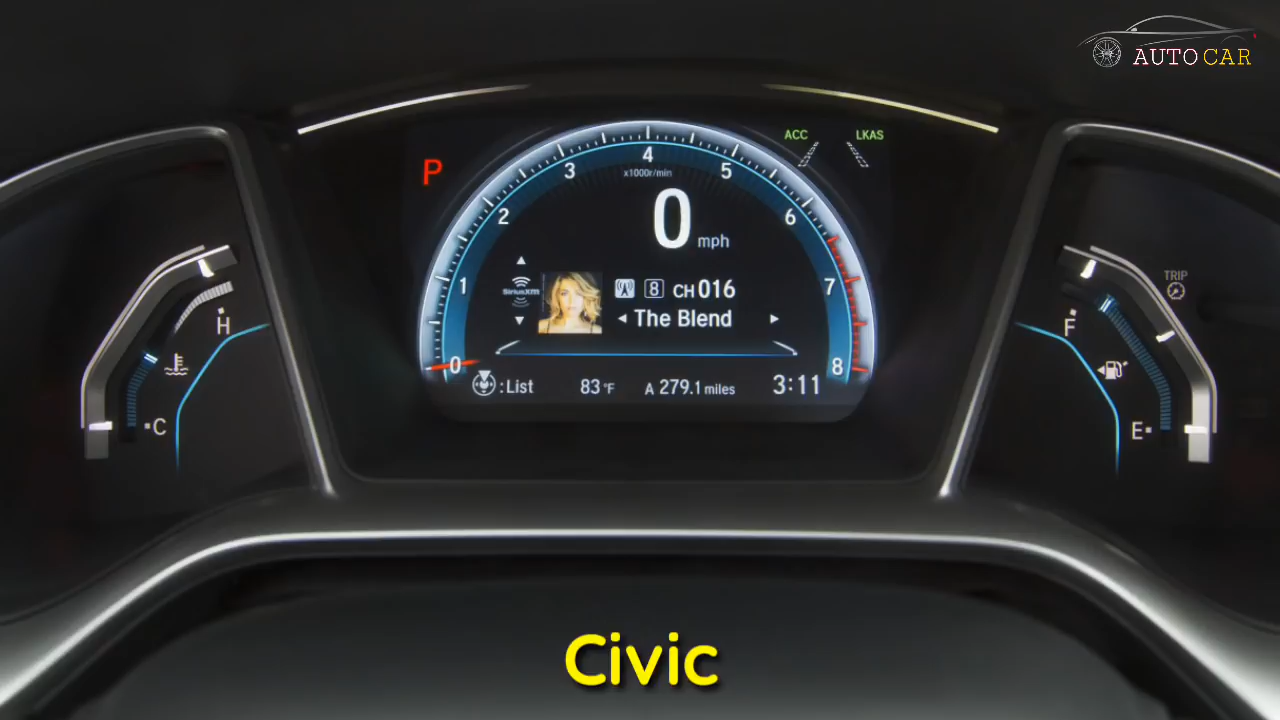 AUTO CAR
ACC LKAS
P
0 1 2 3 4 5 6 7 8
x1000r/min
0 mph
SiriusXM
8 CH 016
The Blend
:List 83°F A 279.1 miles 3:11
H
C
TRIP
F
E
Civic